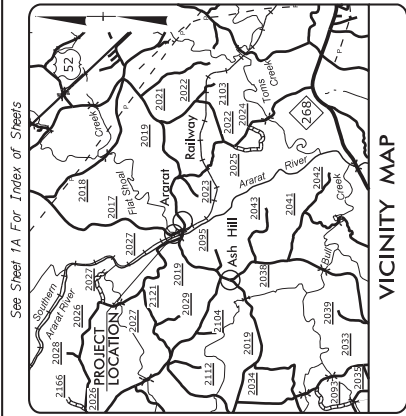 See Sheet 1A For Index of Sheets
52
2021
2022
2103
Toms
Creek
Creek
2019
Railway
2022
2024
268
2018
Flat Shoal
Ararat
2025
2017
2023
Ararat
River
2027
2095
2043
2041
2042
Southern
Ararat River
2027
2019
Ash Hill
Bull
Creek
2026
2121
2029
2038
2028
PROJECT
LOCATION
2027
2104
2039
2166
2026
2112
2019
2033
2034
2093
2035
VICINITY MAP